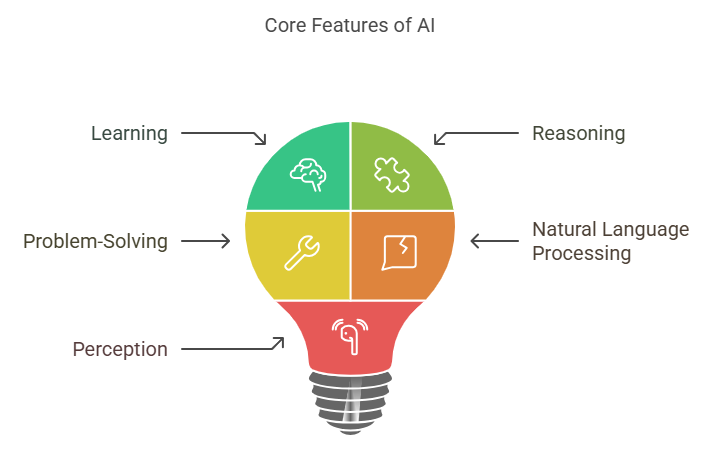 Core Features of AI
Learning
Reasoning
Problem-Solving
Natural Language
Processing
Perception